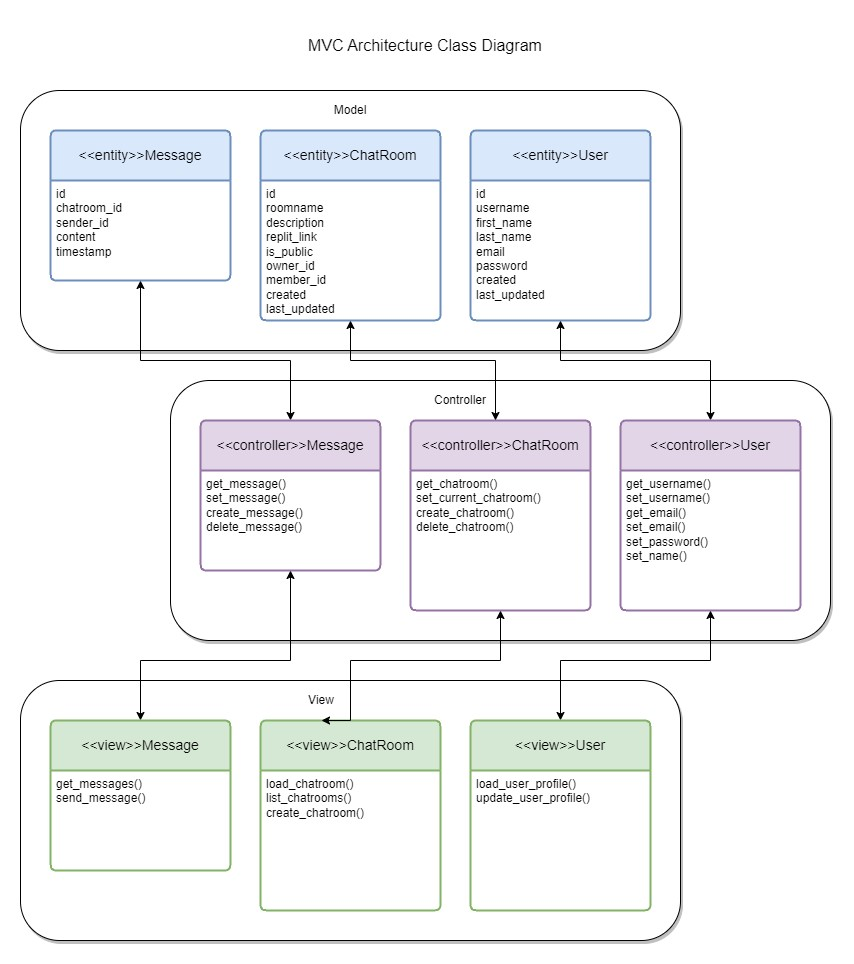 MVC Architecture Class Diagram
Model
<<entity>>Message
id
chatroom_id
sender_id
content
timestamp
<<entity>>ChatRoom
id
roomname
description
replit_link
is_public
owner_id
member_id
created
last_updated
<<entity>>User
id
username
first_name
last_name
email
password
created
last_updated
Controller
<<controller>>Message
get_message()
set_message()
create_message()
delete_message()
<<controller>>ChatRoom
get_chatroom()
set_current_chatroom()
create_chatroom()
delete_chatroom()
<<controller>>User
get_username()
set_username()
get_email()
set_email()
set_password()
set_name()
View
<<view>>Message
get_messages()
send_message()
<<view>>ChatRoom
load_chatroom()
list_chatrooms()
create_chatroom()
<<view>>User
load_user_profile()
update_user_profile()